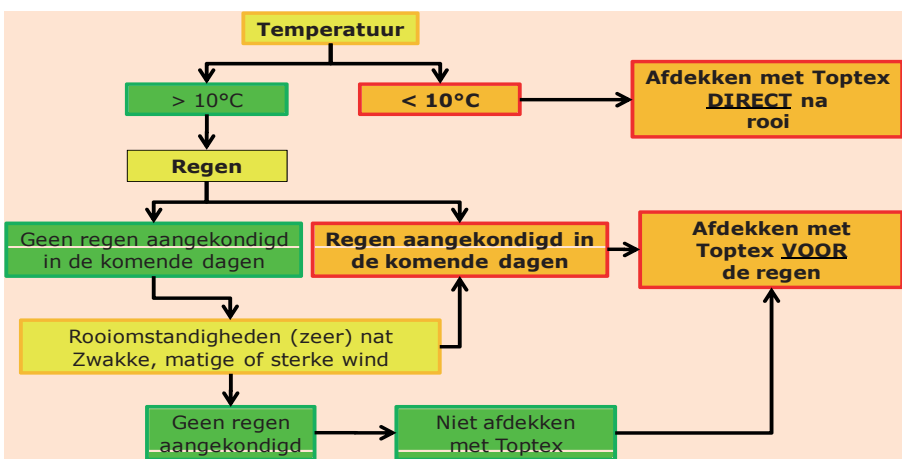 Temperatuur
> 10°C
< 10°C
Afdekken met Toptex
DIRECT na
rooi
Regen
Geen regen aangekondigd
in de komende dagen
Regen aangekondigd in
de komende dagen
Afdekken met
Toptex VOOR
de regen
Rooiomstandigheden (zeer) nat
Zwakke, matige of sterke wind
Geen regen
aangekondigd
Niet afdekken
met Toptex